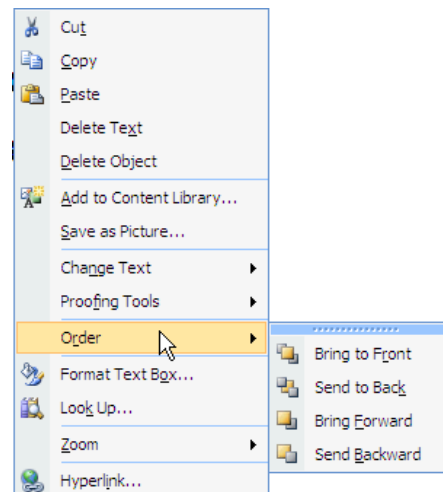 Cut
Copy
Paste
Delete Text
Delete Object
Add to Content Library...
Save as Picture...
Change Text
Proofing Tools
Order
Bring to Front
Send to Back
Bring Forward
Send Backward
Format Text Box...
Look Up...
Zoom
Hyperlink...